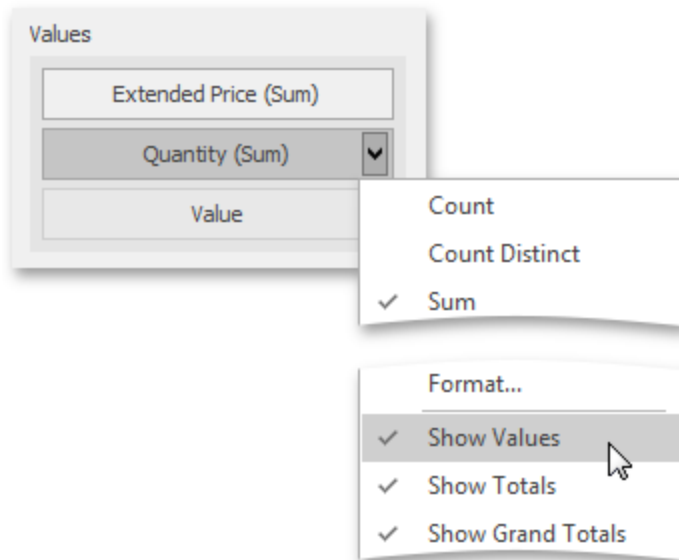 Values
Extended Price (Sum)
Quantity (Sum)
Value
Count
Count Distinct
Sum
Format...
Show Values
Show Totals
Show Grand Totals